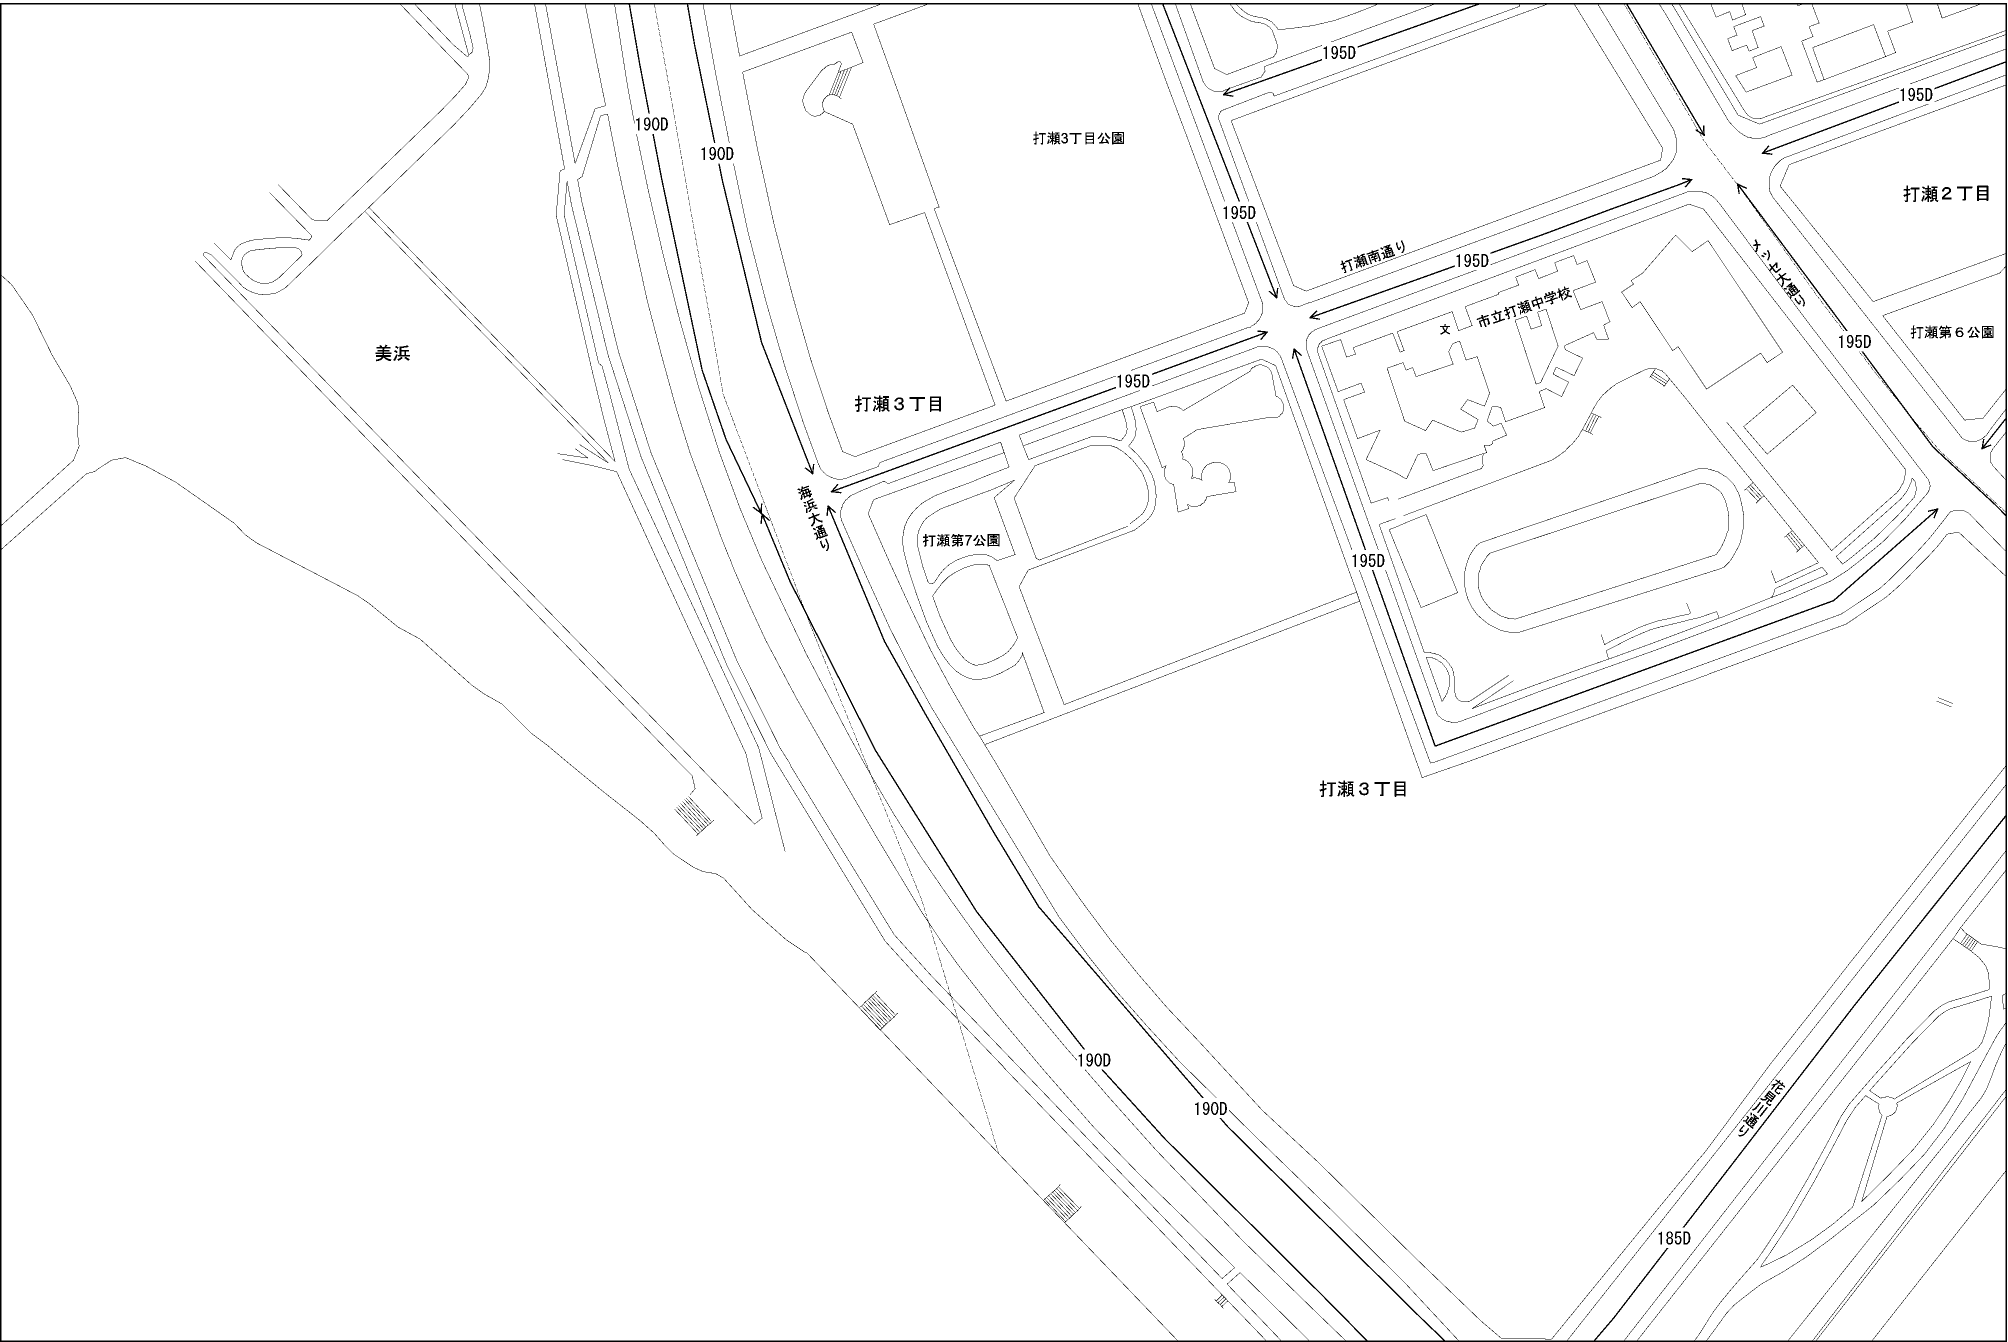 195D
195D
190D
打瀬3丁目公園
190D
打瀬２丁目
195D
打瀬南通り
195D
メッセ大通り
市立打瀬中学校
文
打瀬第６公園
195D
美浜
195D
打瀬３丁目
海浜大通り
打瀬第7公園
195D
打瀬３丁目
190D
190D
花見川通り
185D